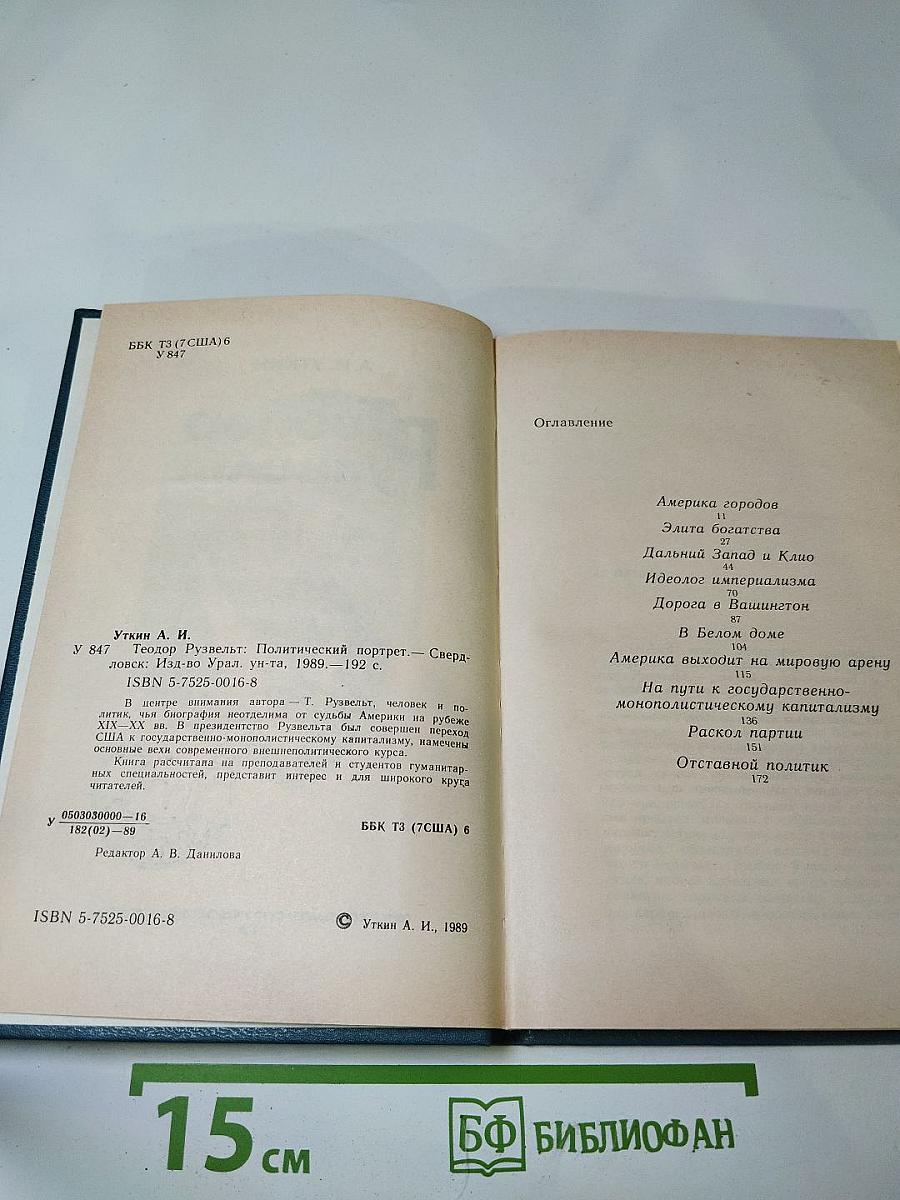 ББК Т3 (7США) 6
У 847
Уткин А. И.
У 847 Теодор Рузвельт: Политический портрет.— Сверд-
ловск: Изд-во Урал. ун-та, 1989.—192 с.
ISBN 5-7525-0016-8
В центре внимания автора — Т. Рузвельт, человек и по-
литик, чья биография неотделима от судьбы Америки на рубеже
XIX—XX вв. В президентство Рузвельта был совершен переход
США к государственно-монополистическому капитализму, намечены
основные вехи современного внешнеполитического курса.
Книга рассчитана на преподавателей и студентов гуманитар-
ных специальностей, представит интерес и для широкого круга
читателей.
У 0503030000—16
182(02)—89
ББК Т3 (7США) 6
Редактор А. В. Данилова
ISBN 5-7525-0016-8
© Уткин А. И., 1989
Оглавление
Америка городов
11
Элита богатства
27
Дальний Запад и Клио
44
Идеолог империализма
70
Дорога в Вашингтон
87
В Белом доме
104
Америка выходит на мировую арену
115
На пути к государственно-
монополистическому капитализму
136
Раскол партии
151
Отставной политик
172
15 см
БФ БИБЛИОФАН